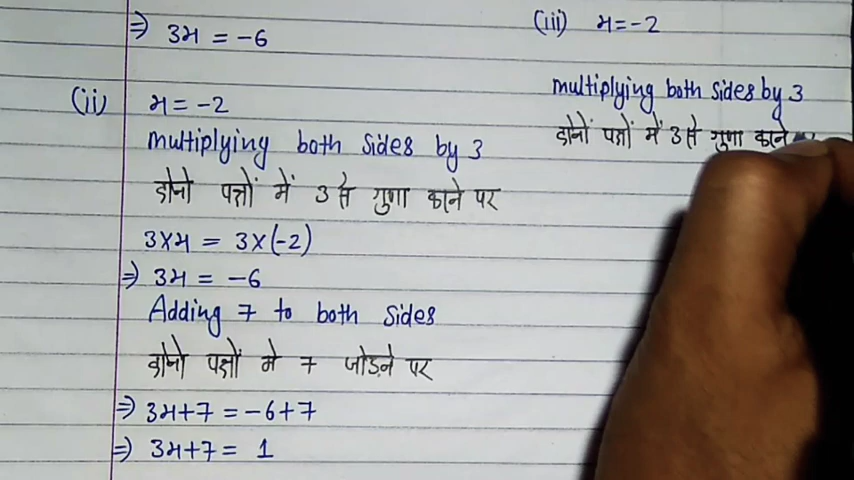 ⇒ 3x = -6
(ii) x = -2
multiplying both sides by 3
दोनो पक्षों में 3 से गुणा करने पर
3×x = 3×(-2)
⇒ 3x = -6
Adding 7 to both sides
दोनो पक्षों मे 7 जोड़ने पर
⇒ 3x+7 = -6+7
⇒ 3x+7 = 1
(iii) x = -2
multiplying both sides by 3
दोनों पक्षों में 3 से गुणा करने